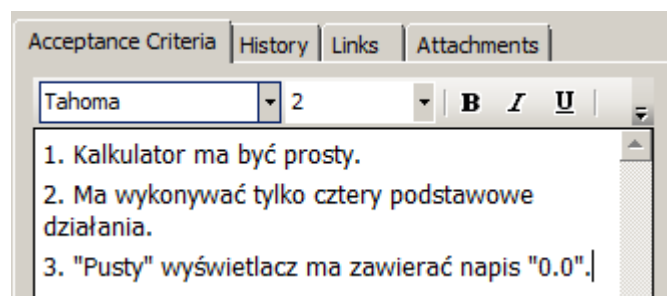 Acceptance Criteria History Links Attachments
Tahoma 2 B I U
1. Kalkulator ma być prosty.
2. Ma wykonywać tylko cztery podstawowe
działania.
3. "Pusty" wyświetlacz ma zawierać napis "0.0".